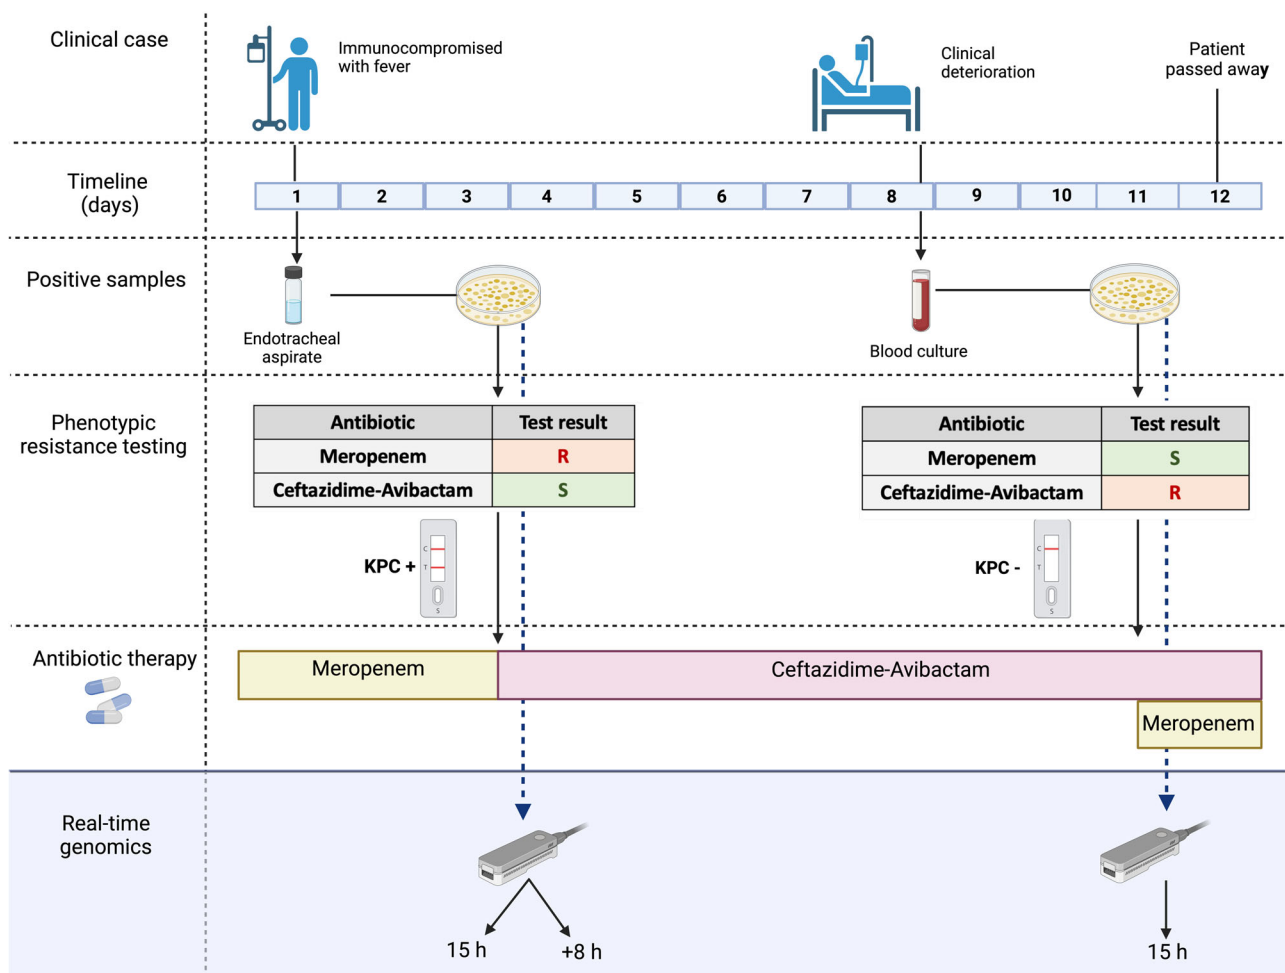 Clinical case
Immunocompromised
with fever
Clinical
deterioration
Patient
passed away
Timeline
(days)
1 2 3 4 5 6 7 8 9 10 11 12
Positive samples
Endotracheal
aspirate
Blood culture
Phenotypic
resistance testing
Antibiotic Test result
Meropenem R
Ceftazidime-Avibactam S
Antibiotic Test result
Meropenem S
Ceftazidime-Avibactam R
KPC +
C
T
S
KPC -
C
T
S
Antibiotic therapy
Meropenem
Ceftazidime-Avibactam
Meropenem
Real-time
genomics
15 h
+8 h
15 h